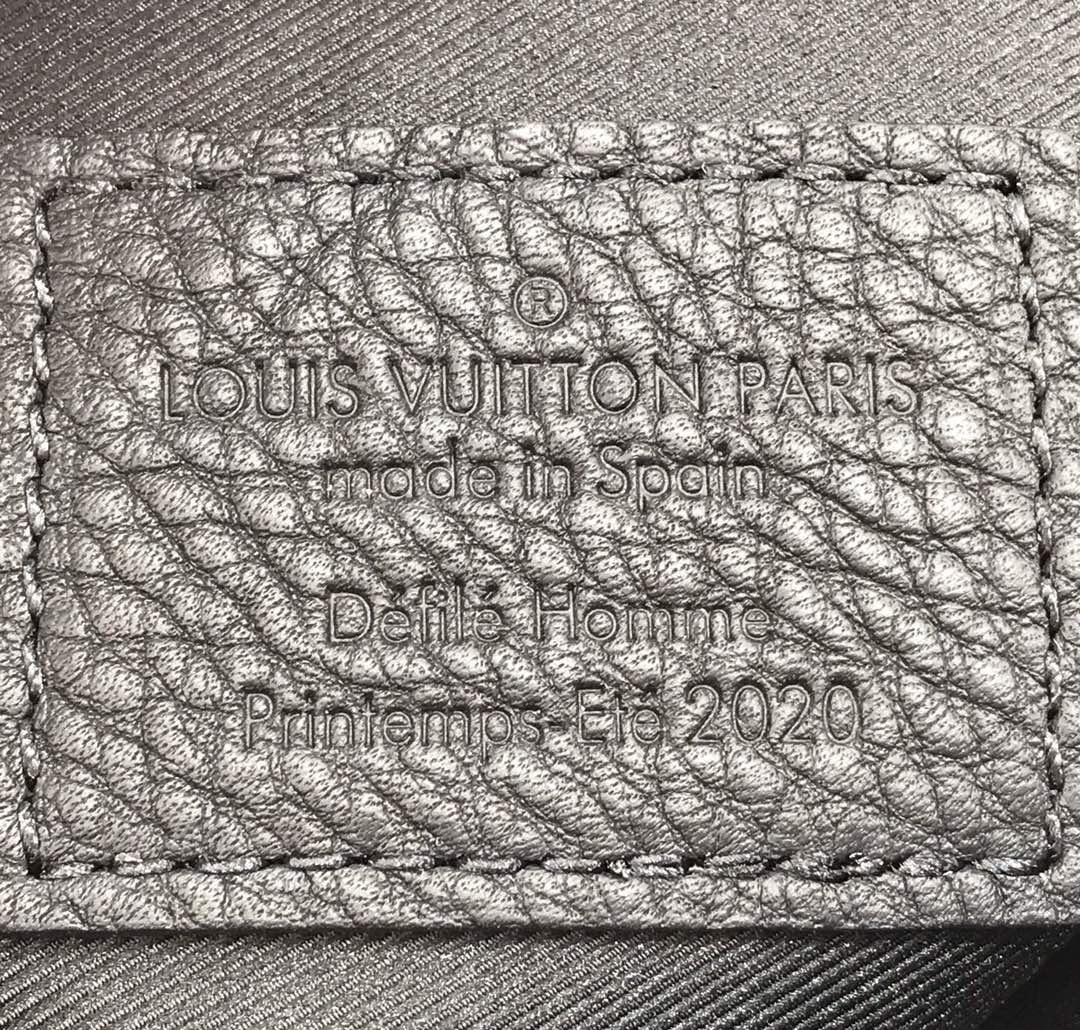 ®
LOUIS VUITTON PARIS
made in Spain
Défilé Homme
Printemps-Eté 2020